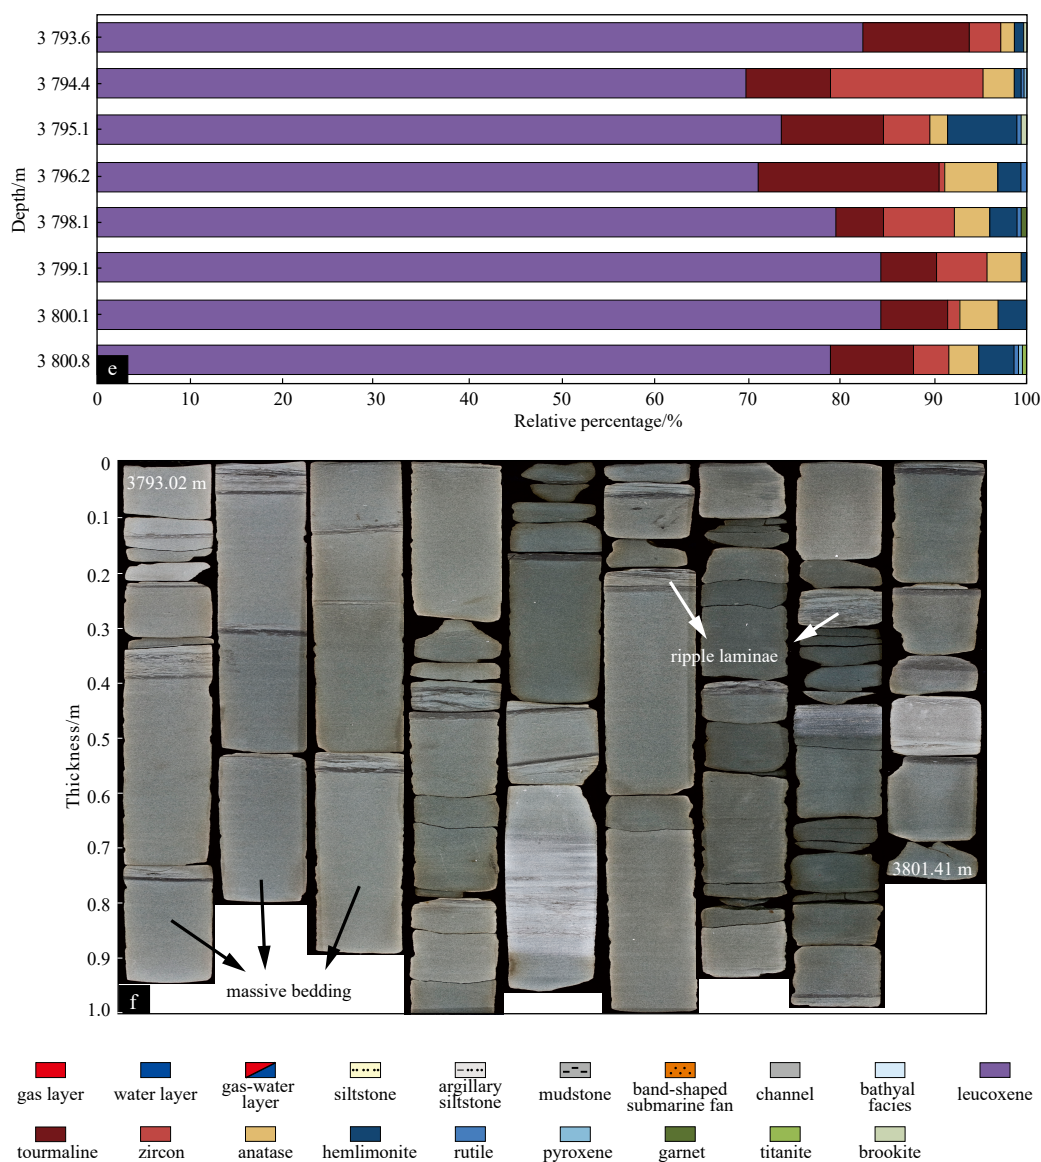 3 793.6
3 794.4
3 795.1
3 796.2
3 798.1
3 799.1
3 800.1
3 800.8
Depth/m
e
0 10 20 30 40 50 60 70 80 90 100
Relative percentage/%
0
0.1
0.2
0.3
0.4
0.5
0.6
0.7
0.8
0.9
1.0
Thickness/m
3793.02 m
ripple laminae
3801.41 m
massive bedding
f
gas layer
water layer
gas-water
layer
siltstone
argillary
siltstone
mudstone
band-shaped
submarine fan
channel
bathyal
facies
leucoxene
tourmaline
zircon
anatase
hemlimonite
rutile
pyroxene
garnet
titanite
brookite